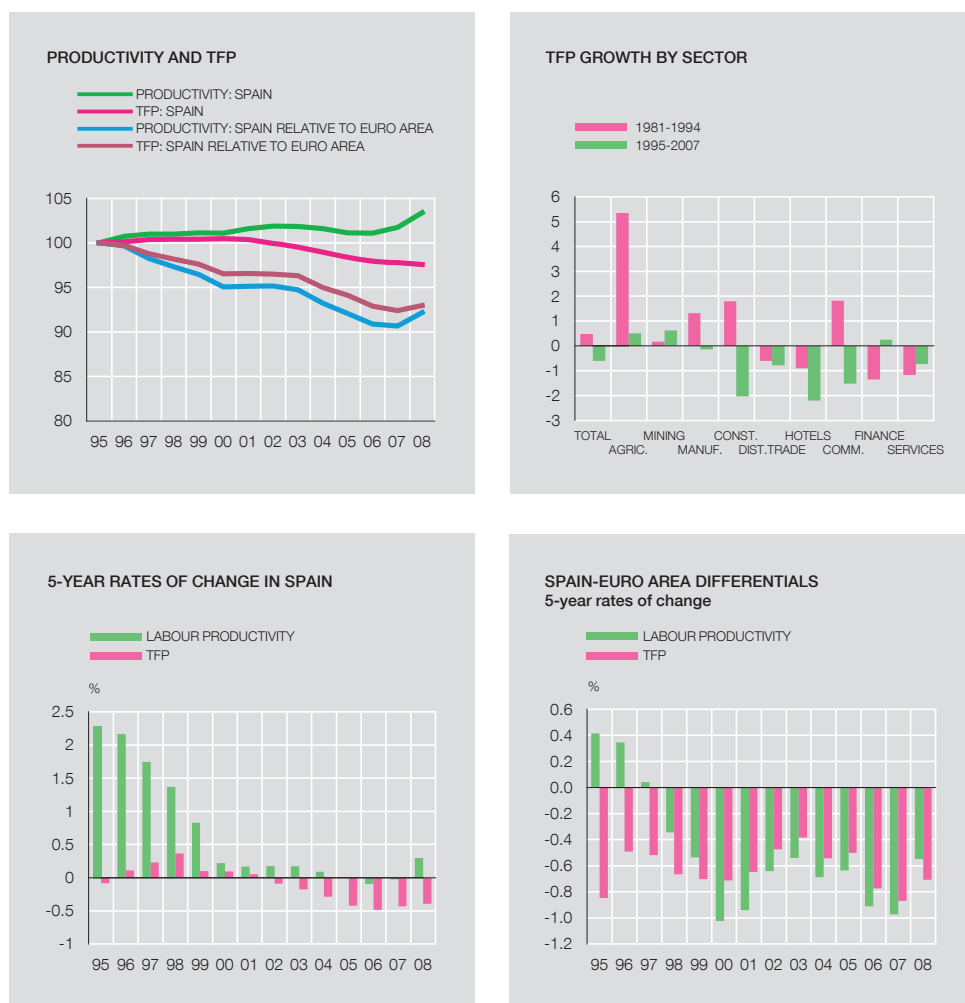 PRODUCTIVITY AND TFP
PRODUCTIVITY: SPAIN
TFP: SPAIN
PRODUCTIVITY: SPAIN RELATIVE TO EURO AREA
TFP: SPAIN RELATIVE TO EURO AREA
105
100
95
90
85
80
95 96 97 98 99 00 01 02 03 04 05 06 07 08
TFP GROWTH BY SECTOR
1981-1994
1995-2007
6
5
4
3
2
1
0
-1
-2
-3
TOTAL MINING CONST. HOTELS FINANCE
AGRIC. MANUF. DIST.TRADE COMM. SERVICES
5-YEAR RATES OF CHANGE IN SPAIN
LABOUR PRODUCTIVITY
TFP
%
2.5
2
1.5
1
0.5
0
-0.5
-1
95 96 97 98 99 00 01 02 03 04 05 06 07 08
SPAIN-EURO AREA DIFFERENTIALS
5-year rates of change
LABOUR PRODUCTIVITY
TFP
%
0.6
0.4
0.2
0.0
-0.2
-0.4
-0.6
-0.8
-1.0
-1.2
95 96 97 98 99 00 01 02 03 04 05 06 07 08